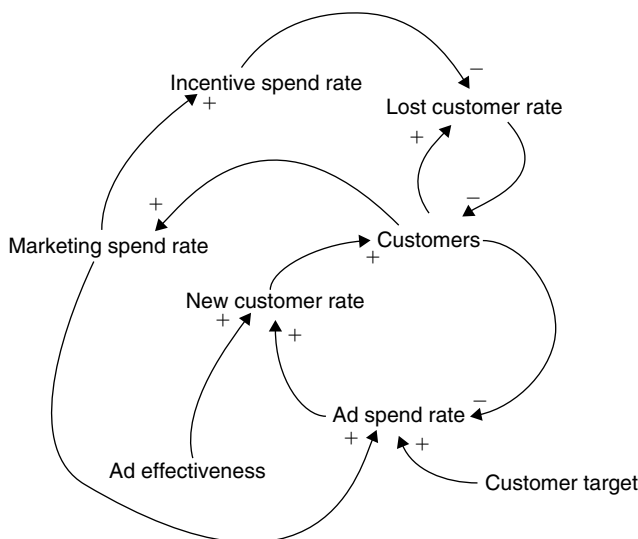 −
Incentive spend rate
+
Lost customer rate
+
+
−
Marketing spend rate
Customers
+
New customer rate
+
+
−
Ad spend rate
+
+
Ad effectiveness
Customer target